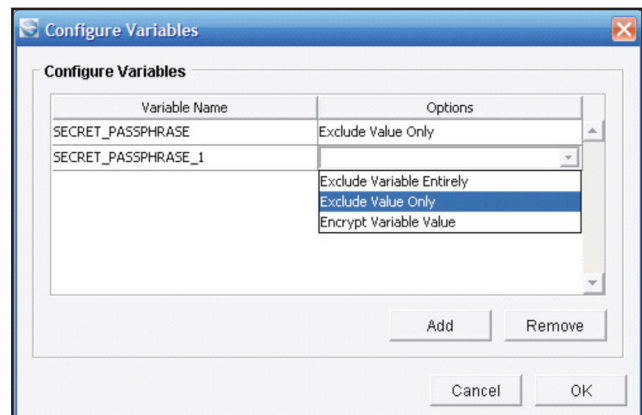 Configure Variables
Configure Variables
Variable Name Options
SECRET_PASSPHRASE Exclude Value Only
SECRET_PASSPHRASE_1
Exclude Variable Entirely
Exclude Value Only
Encrypt Variable Value
Add Remove
Cancel OK